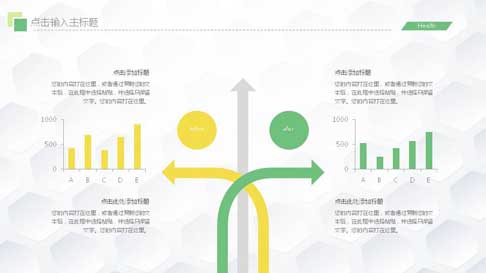 点击输入主标题
Health
点击添加标题
您的内容打在这里，或者通过复制您的文
本后，在此框中选择粘贴，并选择只保留
文字。您的内容打在这里。
点击添加标题
您的内容打在这里，或者通过复制您的文
本后，在此框中选择粘贴，并选择只保留
文字。您的内容打在这里。
1000
500
0
A B C D E
after
1000
500
0
A B C D E
点击此处添加标题
您的内容打在这里，或者通过复制您的文
本后，在此框中选择粘贴，并选择只保留
文字。您的内容打在这里。
点击此处添加标题
您的内容打在这里，或者通过复制您的文
本后，在此框中选择粘贴，并选择只保留
文字。您的内容打在这里。